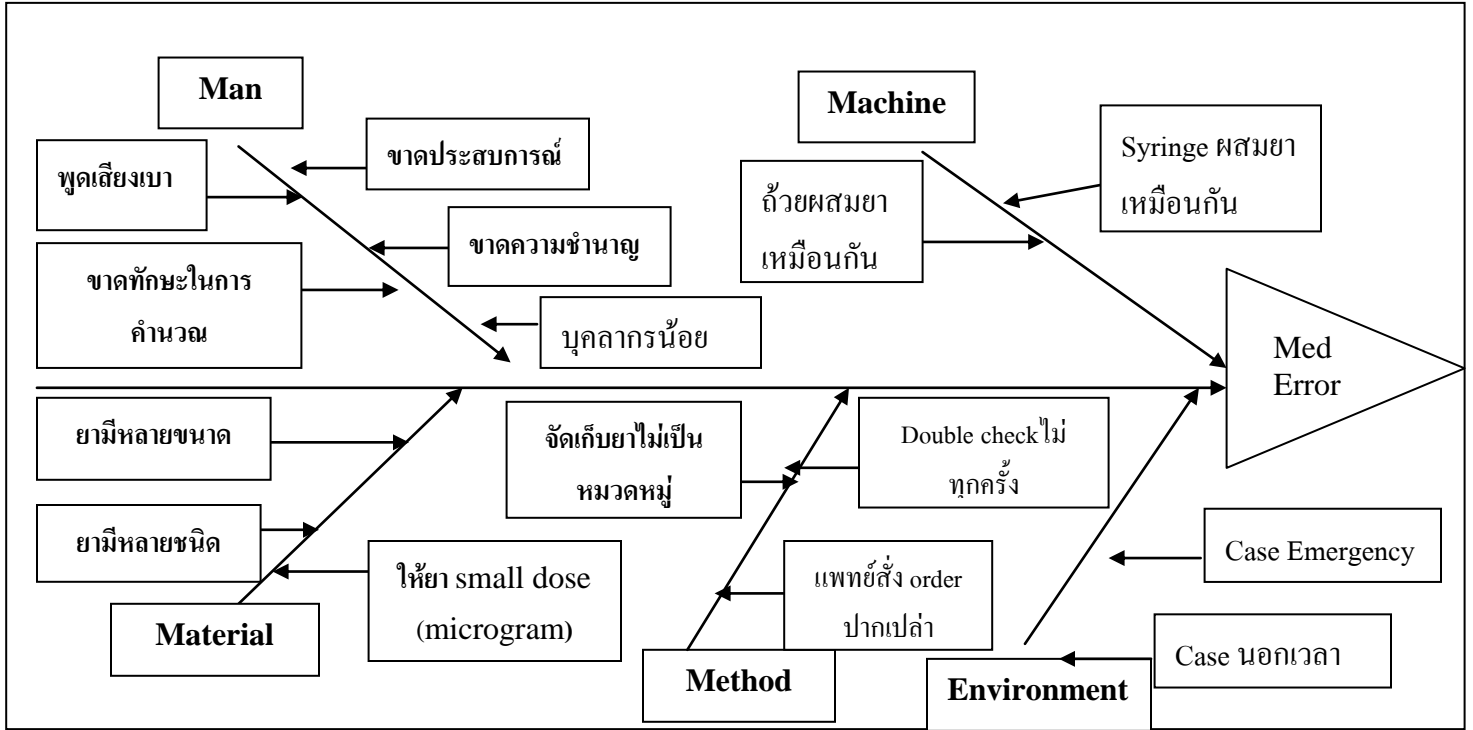 Man
ขาดประสบการณ์
พูดเสียงเบา
ขาดความชำนาญ
ขาดทักษะในการ
คำนวณ
บุคลากรน้อย
Machine
Syringe ผสมยา
เหมือนกัน
ถ้วยผสมยา
เหมือนกัน
Med
Error
ยามีหลายขนาด
ยามีหลายชนิด
ให้ยา small dose
(microgram)
Material
จัดเก็บยาไม่เป็น
หมวดหมู่
Double checkไม่
ทุกครั้ง
แพทย์สั่ง order
ปากเปล่า
Method
Case Emergency
Case นอกเวลา
Environment